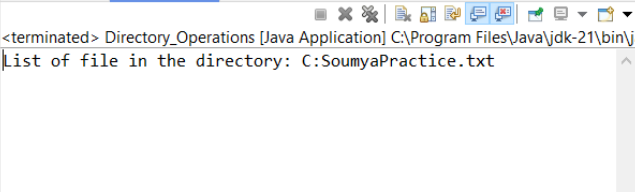 <terminated> Directory_Operations [Java Application] C:\Program Files\Java\jdk-21\bin\j
List of file in the directory: C:SoumyaPractice.txt